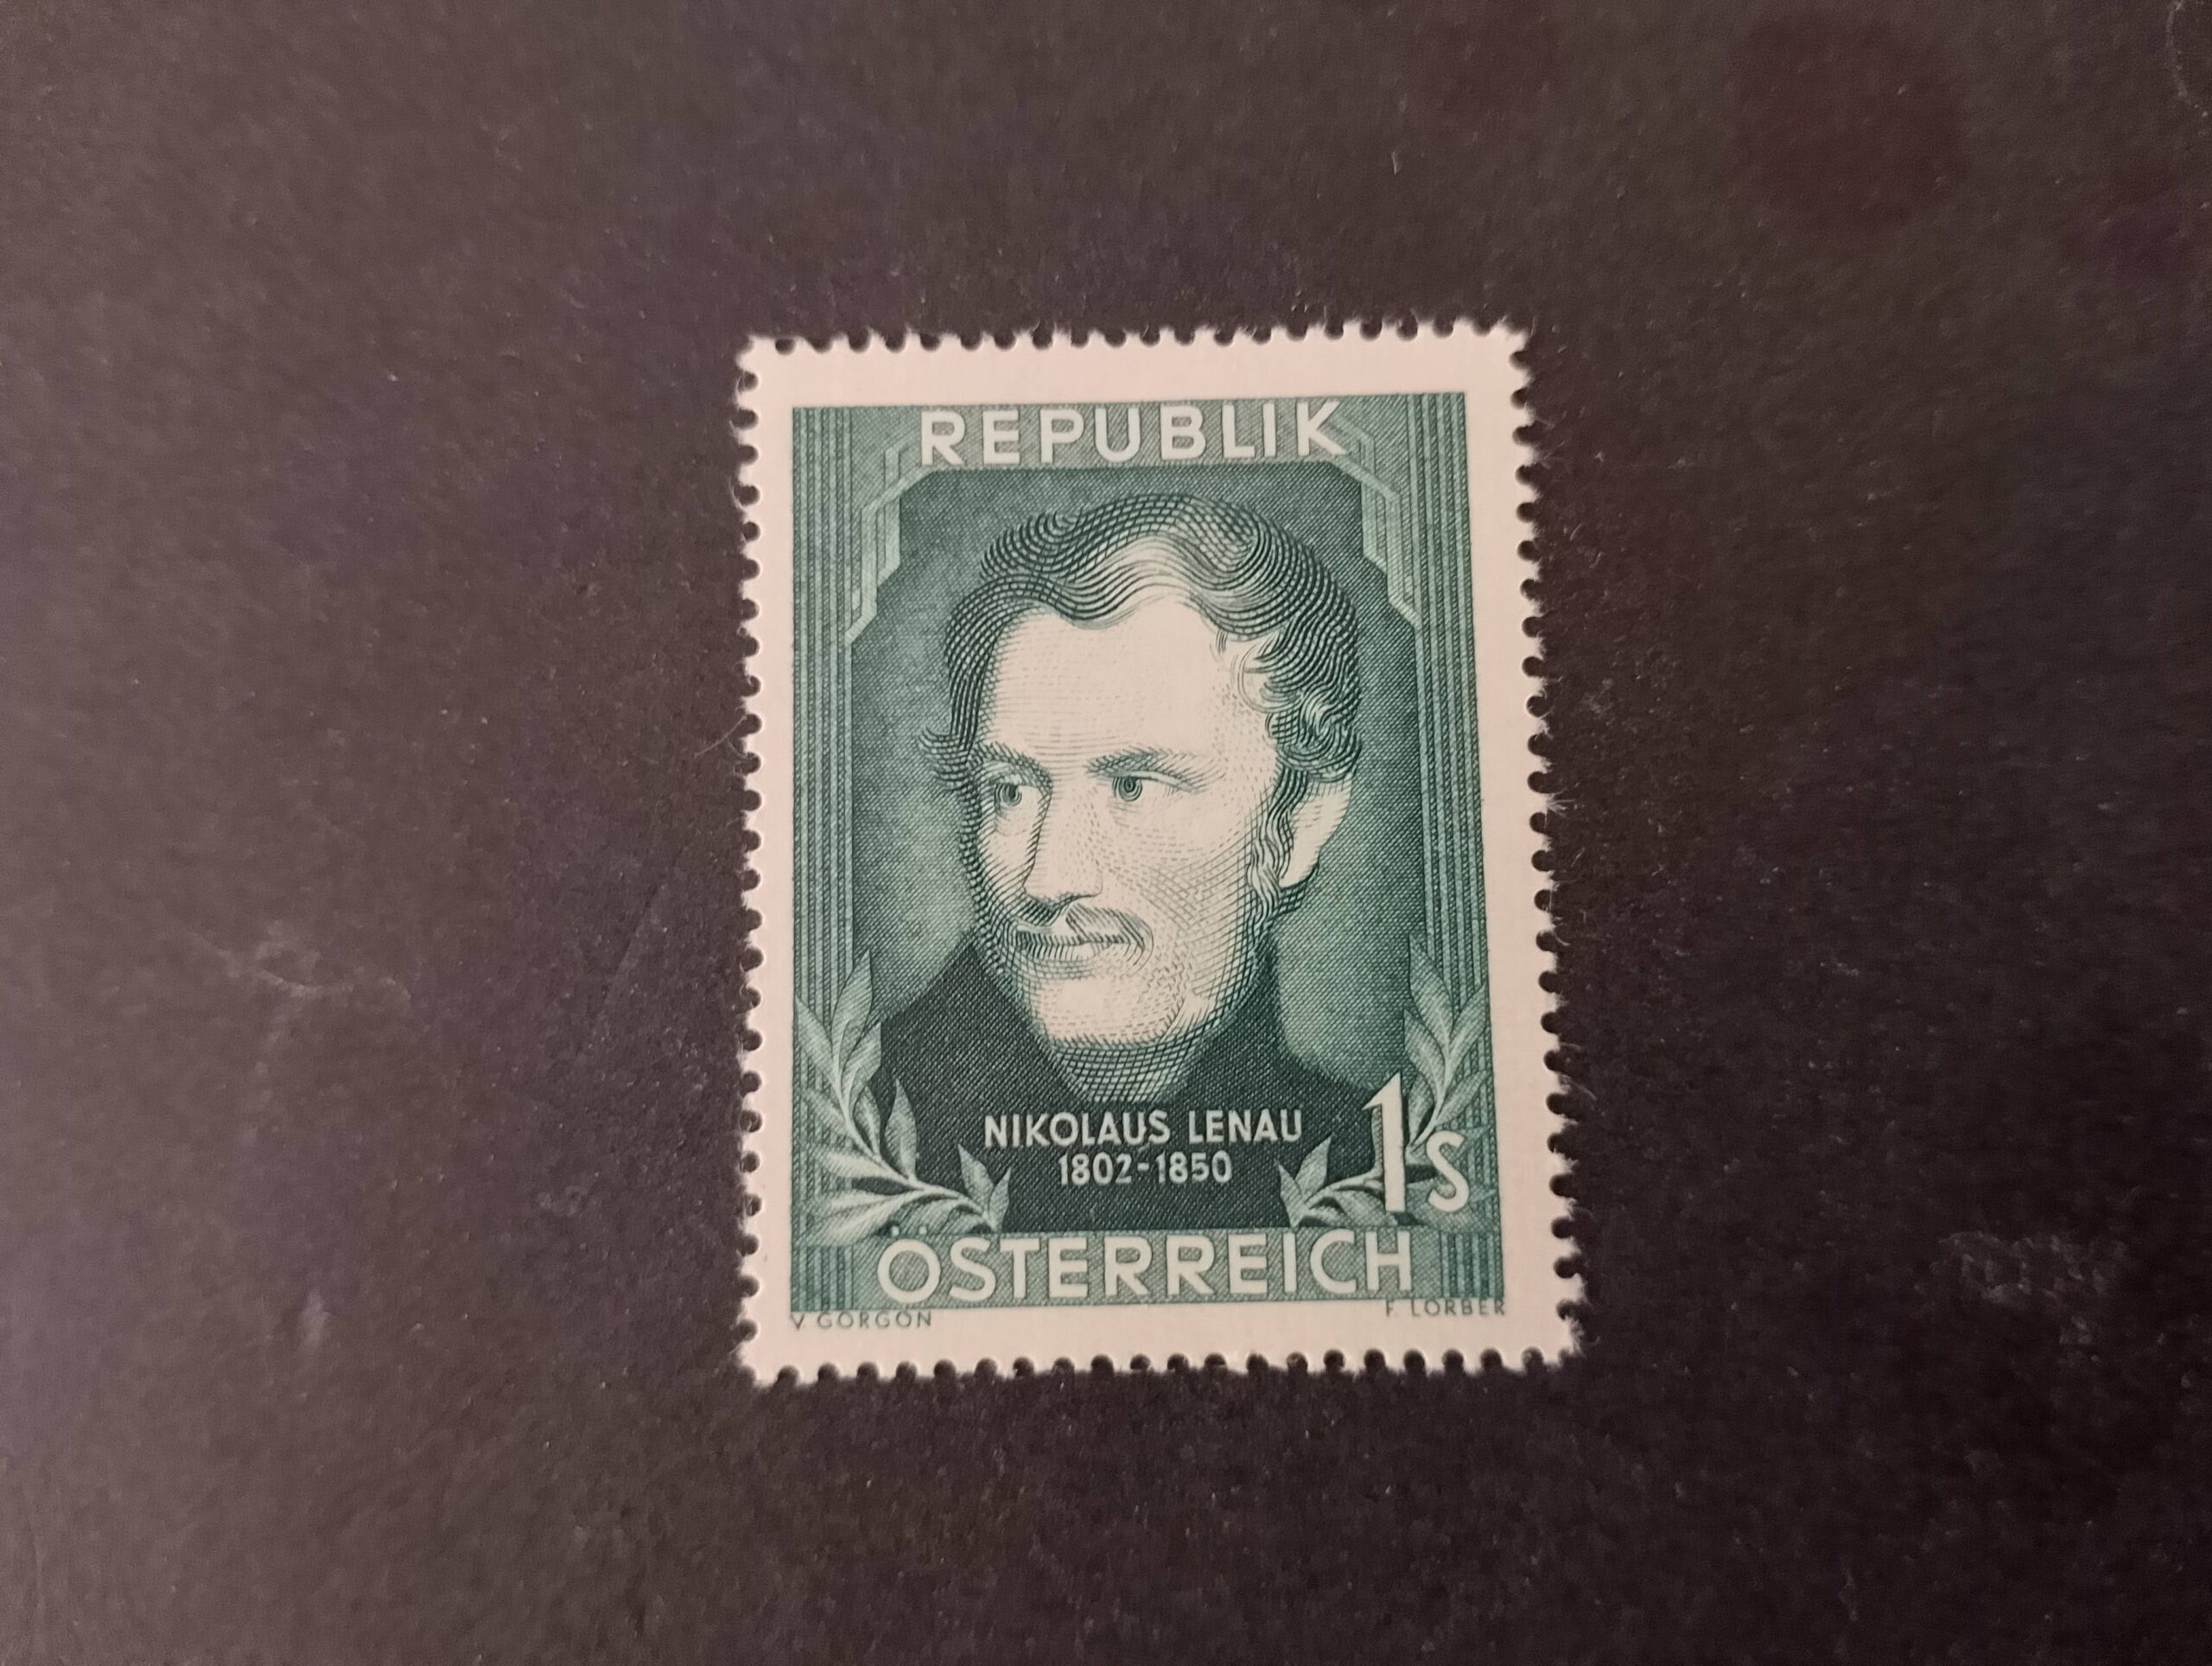 REPUBLIK
NIKOLAUS LENAU
1802-1850
1s
ÖSTERREICH
V. GORGON
F. LORBER